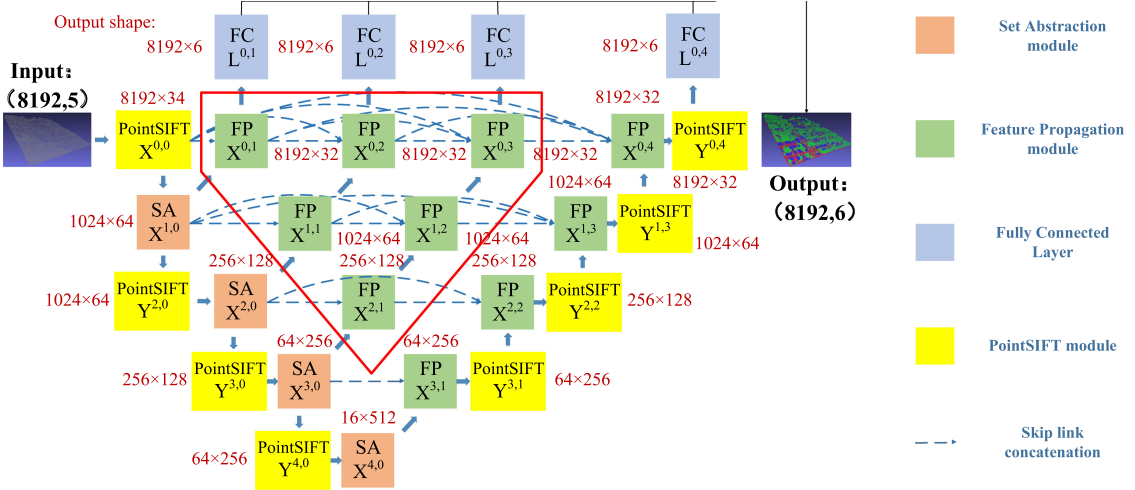 Output shape:
8192×6
FC
L0,1
8192×6
FC
L0,2
8192×6
FC
L0,3
8192×6
FC
L0,4
Set Abstraction
module
Input:
(8192,5)
8192×34
8192×32
PointSIFT
X0,0
FP
X0,1
8192×32
FP
X0,2
8192×32
FP
X0,3
8192×32
FP
X0,4
PointSIFT
Y0,4
Feature Propagation
module
1024×64
8192×32
Output:
(8192,6)
1024×64
SA
X1,0
FP
X1,1
1024×64
FP
X1,2
1024×64
FP
X1,3
PointSIFT
Y1,3
1024×64
Fully Connected
Layer
256×128
256×128
256×128
1024×64
PointSIFT
Y2,0
SA
X2,0
FP
X2,1
FP
X2,2
PointSIFT
Y2,2
256×128
64×256
64×256
PointSIFT module
256×128
PointSIFT
Y3,0
SA
X3,0
FP
X3,1
PointSIFT
Y3,1
64×256
16×512
64×256
PointSIFT
Y4,0
SA
X4,0
Skip link
concatenation